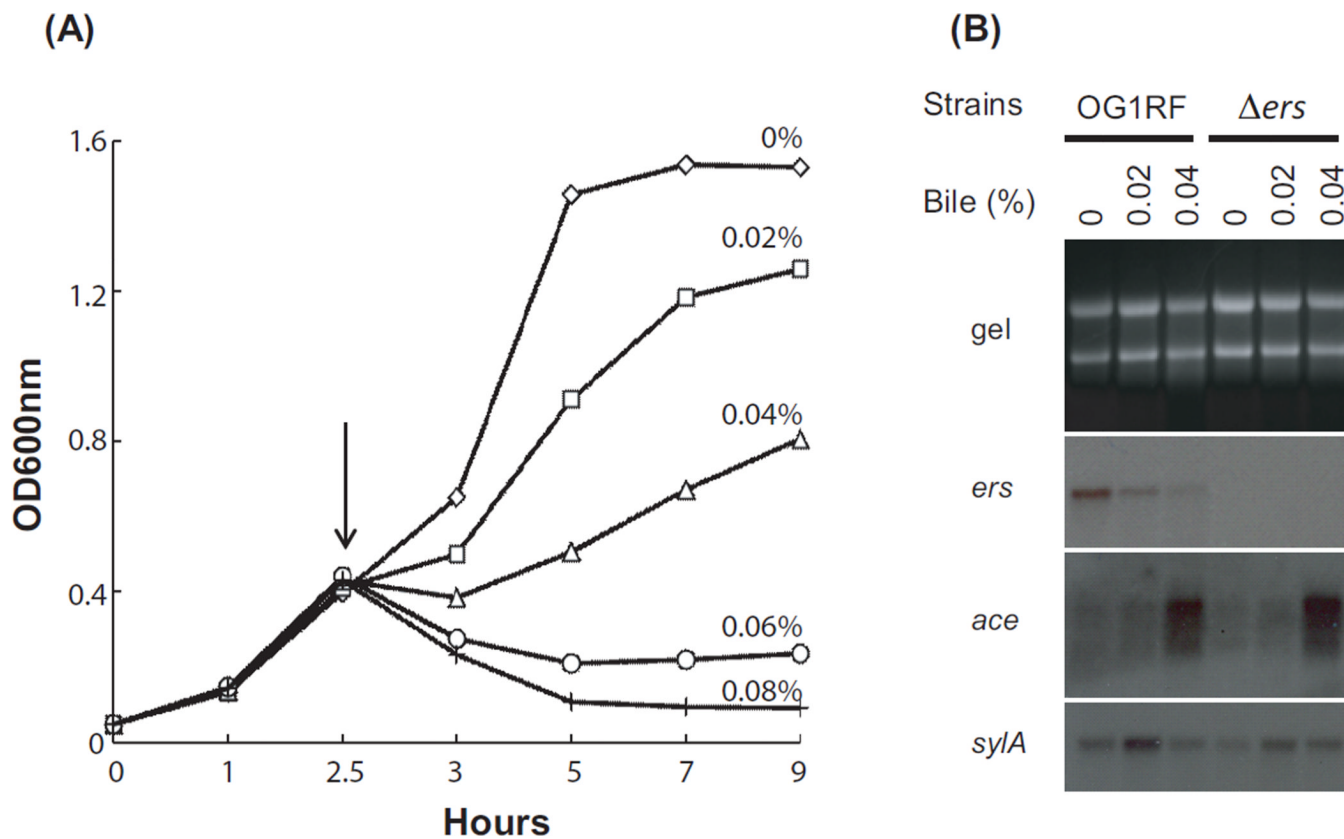 (A)
1.6
1.2
0.8
0.4
0
OD600nm
0%
0.02%
0.04%
0.06%
0.08%
0 1 2.5 3 5 7 9
Hours
(B)
Strains OG1RF Δers
Bile (%) 0 0.02 0.04 0 0.02 0.04
gel
ers
ace
sylA